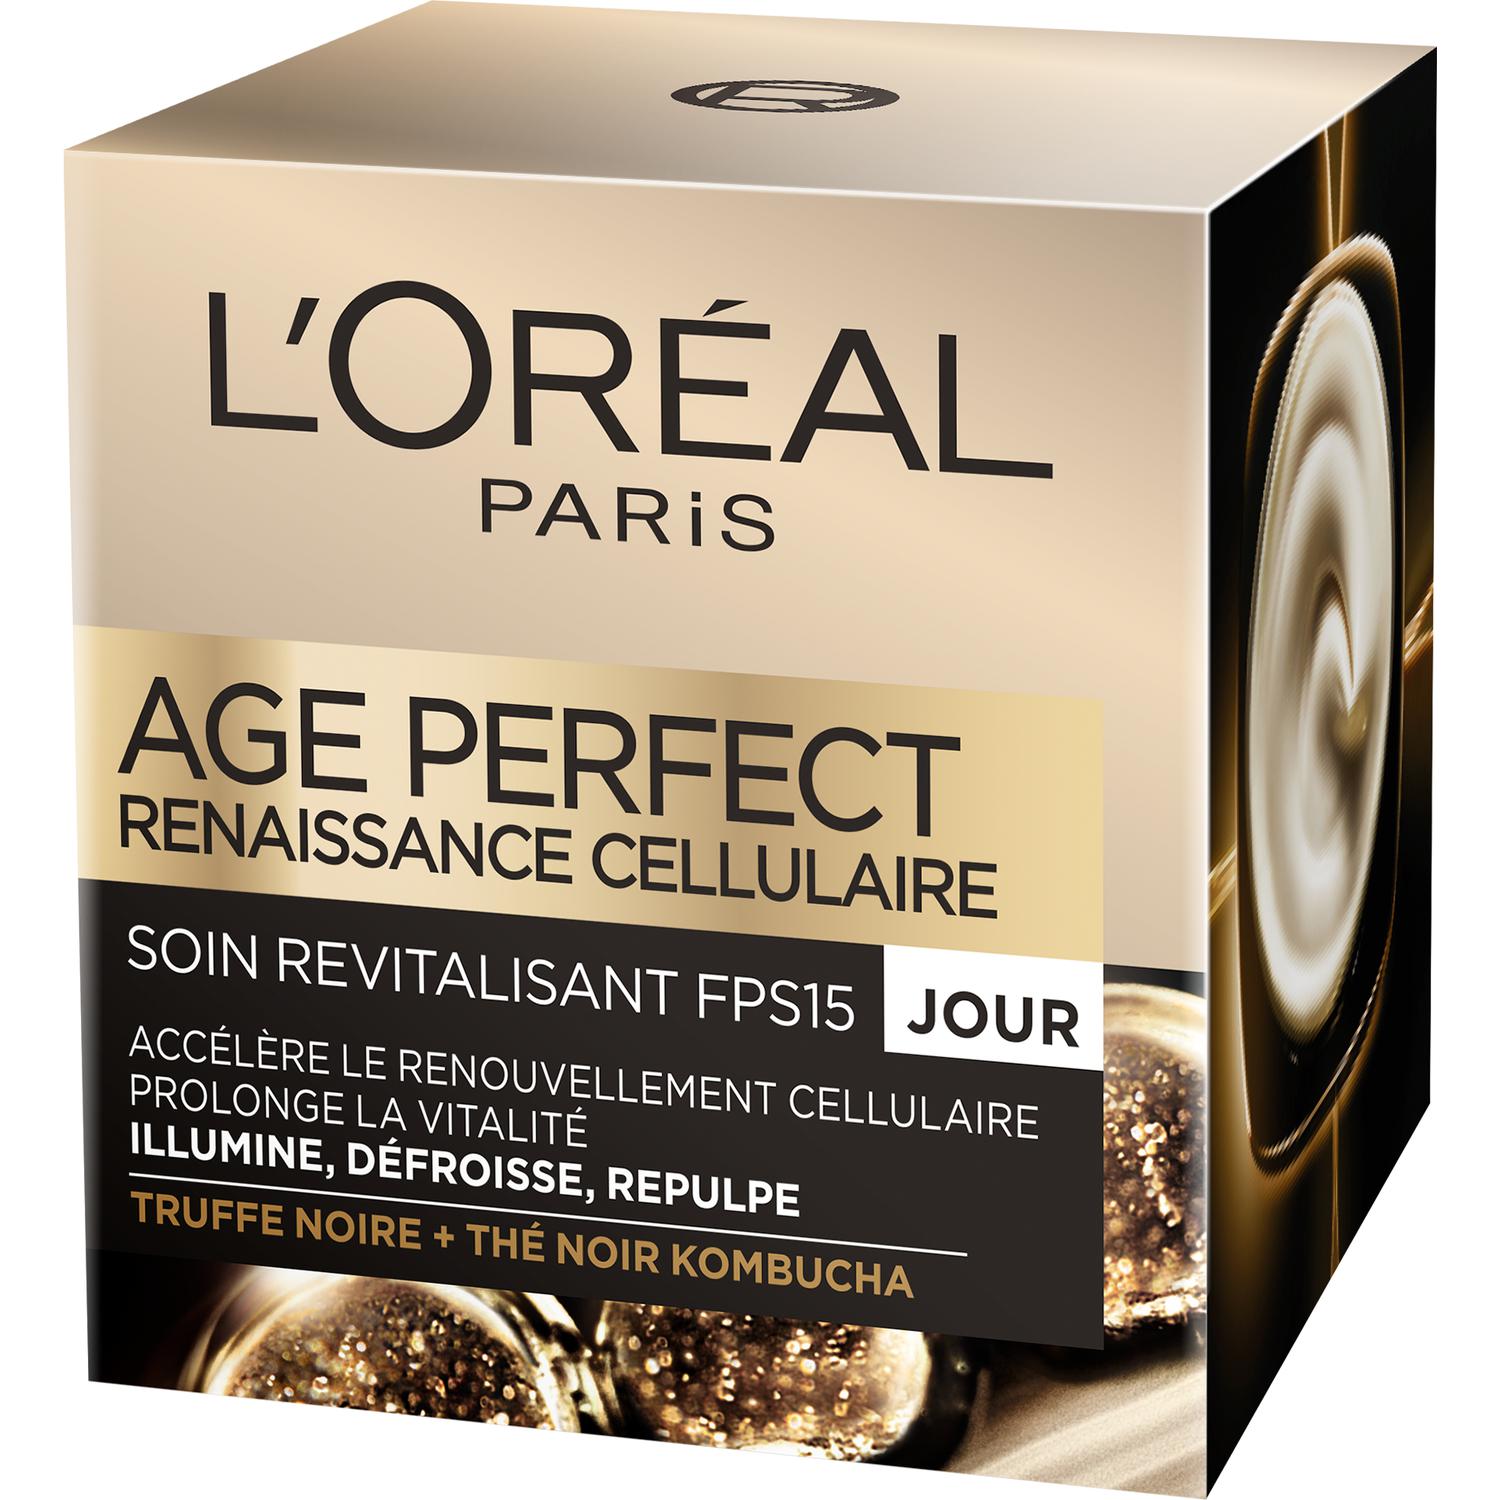 L'ORÉAL
PARiS
AGE PERFECT
RENAISSANCE CELLULAIRE
SOIN REVITALISANT FPS15
JOUR
ACCÉLÈRE LE RENOUVELLEMENT CELLULAIRE
PROLONGE LA VITALITÉ
ILLUMINE, DÉFROISSE, REPULPE
TRUFFE NOIRE + THÉ NOIR KOMBUCHA